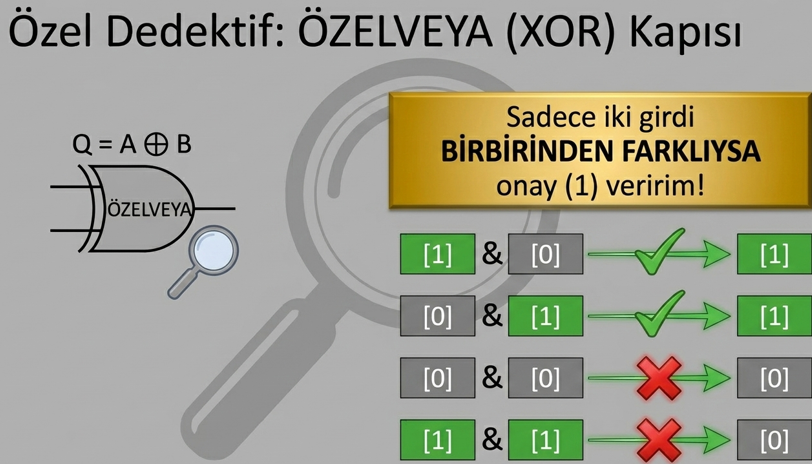 Özel Dedektif: ÖZELVEYA (XOR) Kapısı
Q = A ⊕ B
ÖZELVEYA
Sadece iki girdi
BİRBİRİNDEN FARKLIYSA
onay (1) veririm!
[1] & [0] [1]
[0] & [1] [1]
[0] & [0] [0]
[1] & [1] [0]